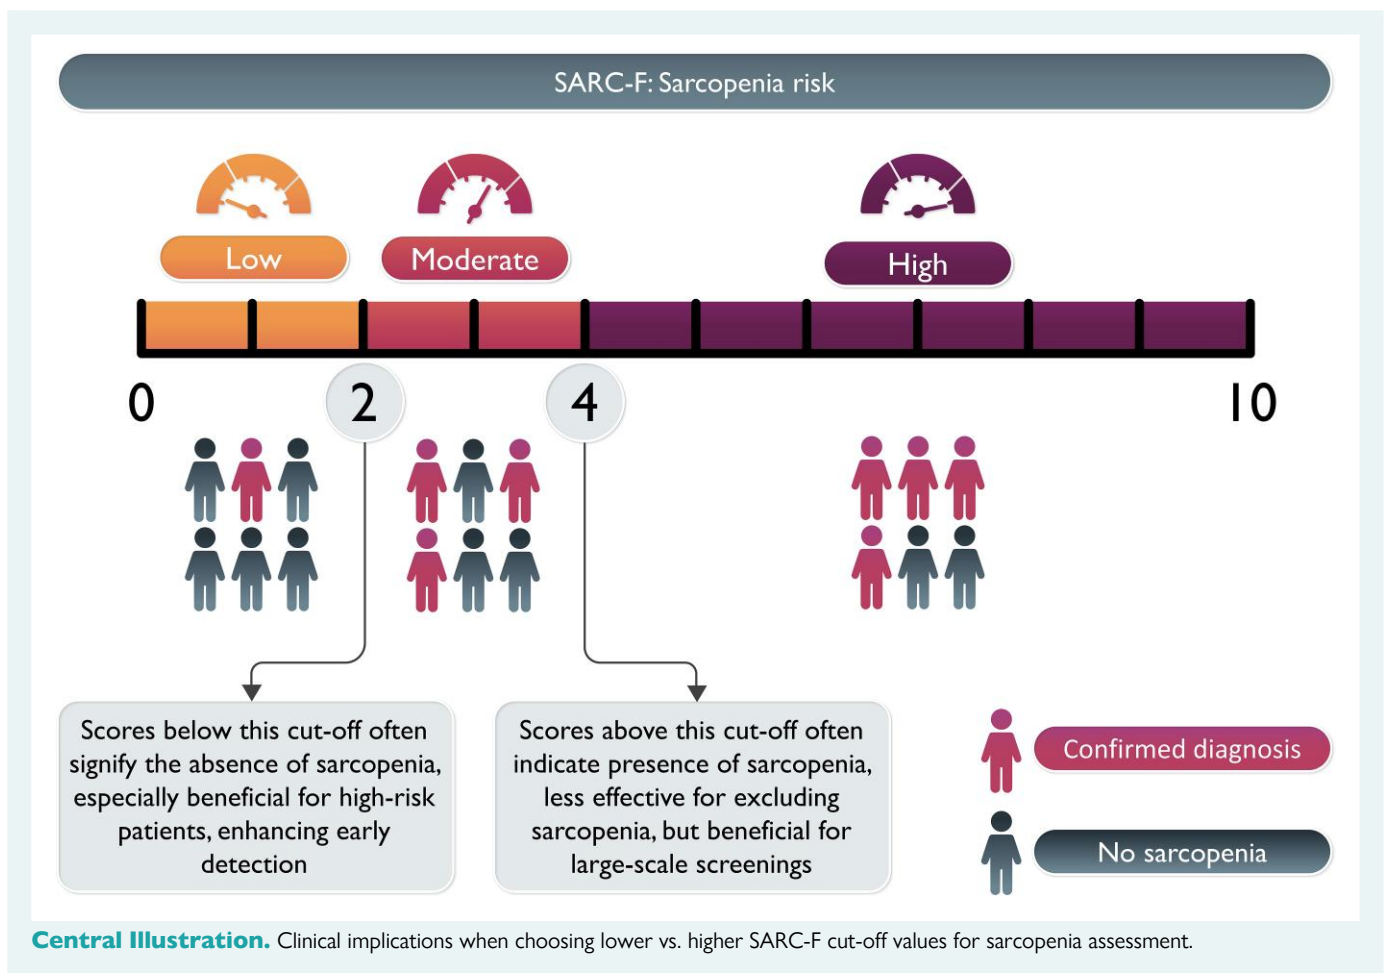 SARC-F: Sarcopenia risk
Low
Moderate
High
0
2
4
10
Scores below this cut-off often
signify the absence of sarcopenia,
especially beneficial for high-risk
patients, enhancing early
detection
Scores above this cut-off often
indicate presence of sarcopenia,
less effective for excluding
sarcopenia, but beneficial for
large-scale screenings
Confirmed diagnosis
No sarcopenia
Central Illustration. Clinical implications when choosing lower vs. higher SARC-F cut-off values for sarcopenia assessment.